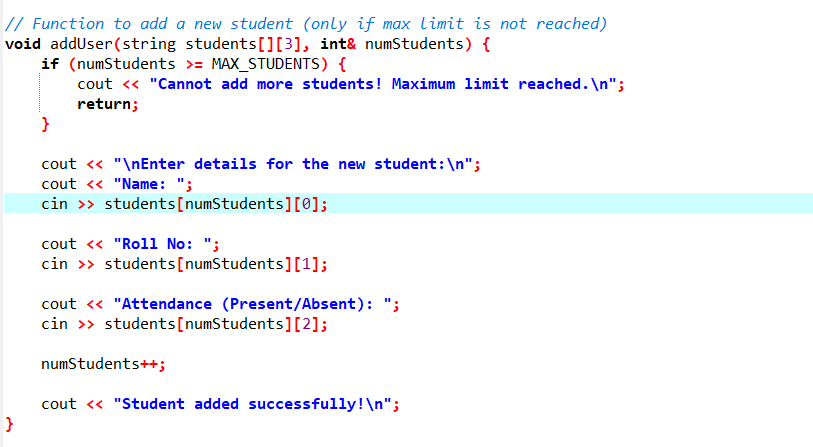 // Function to add a new student (only if max limit is not reached)
void addUser(string students[][3], int& numStudents) {
    if (numStudents >= MAX_STUDENTS) {
        cout << "Cannot add more students! Maximum limit reached.\n";
        return;
    }

    cout << "\nEnter details for the new student:\n";
    cout << "Name: ";
    cin >> students[numStudents][0];

    cout << "Roll No: ";
    cin >> students[numStudents][1];

    cout << "Attendance (Present/Absent): ";
    cin >> students[numStudents][2];

    numStudents++;

    cout << "Student added successfully!\n";
}